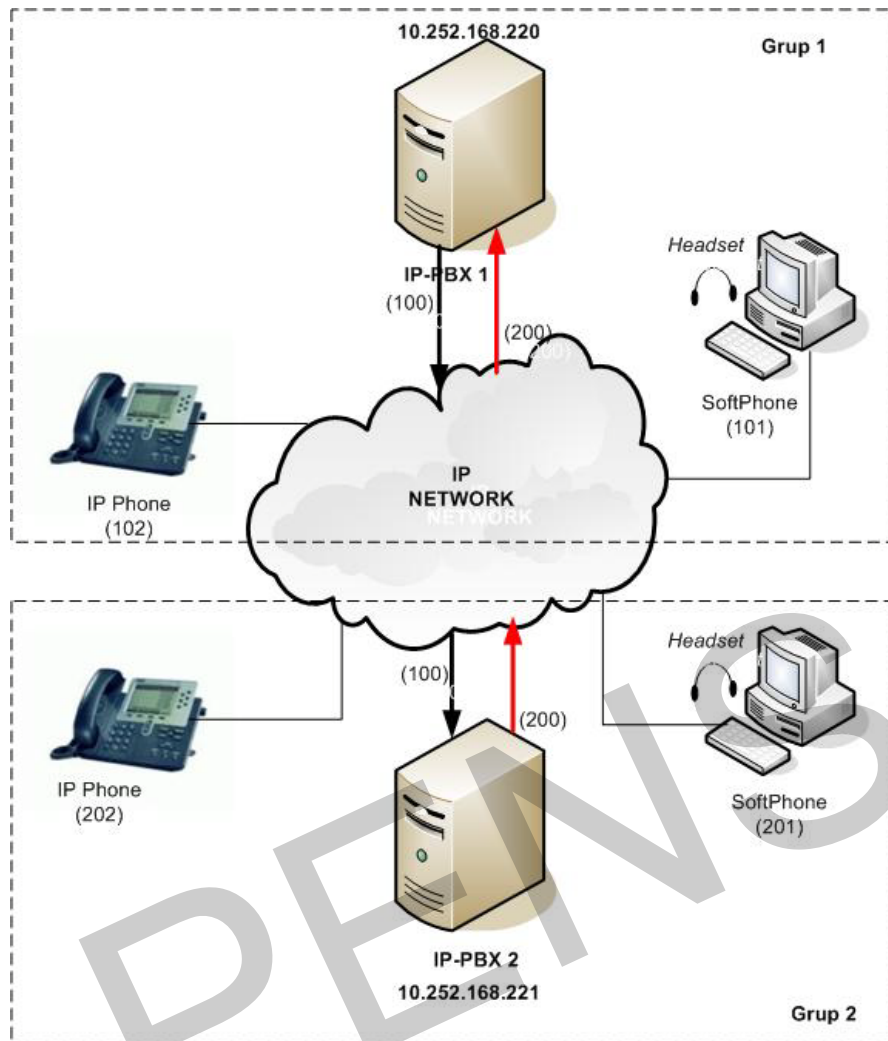 10.252.168.220
Grup 1
IP-PBX 1
(100)
(200)
Headset
SoftPhone
(101)
IP Phone
(102)
IP
NETWORK
IP Phone
(202)
(100)
(200)
Headset
SoftPhone
(201)
IP-PBX 2
10.252.168.221
Grup 2
PENS